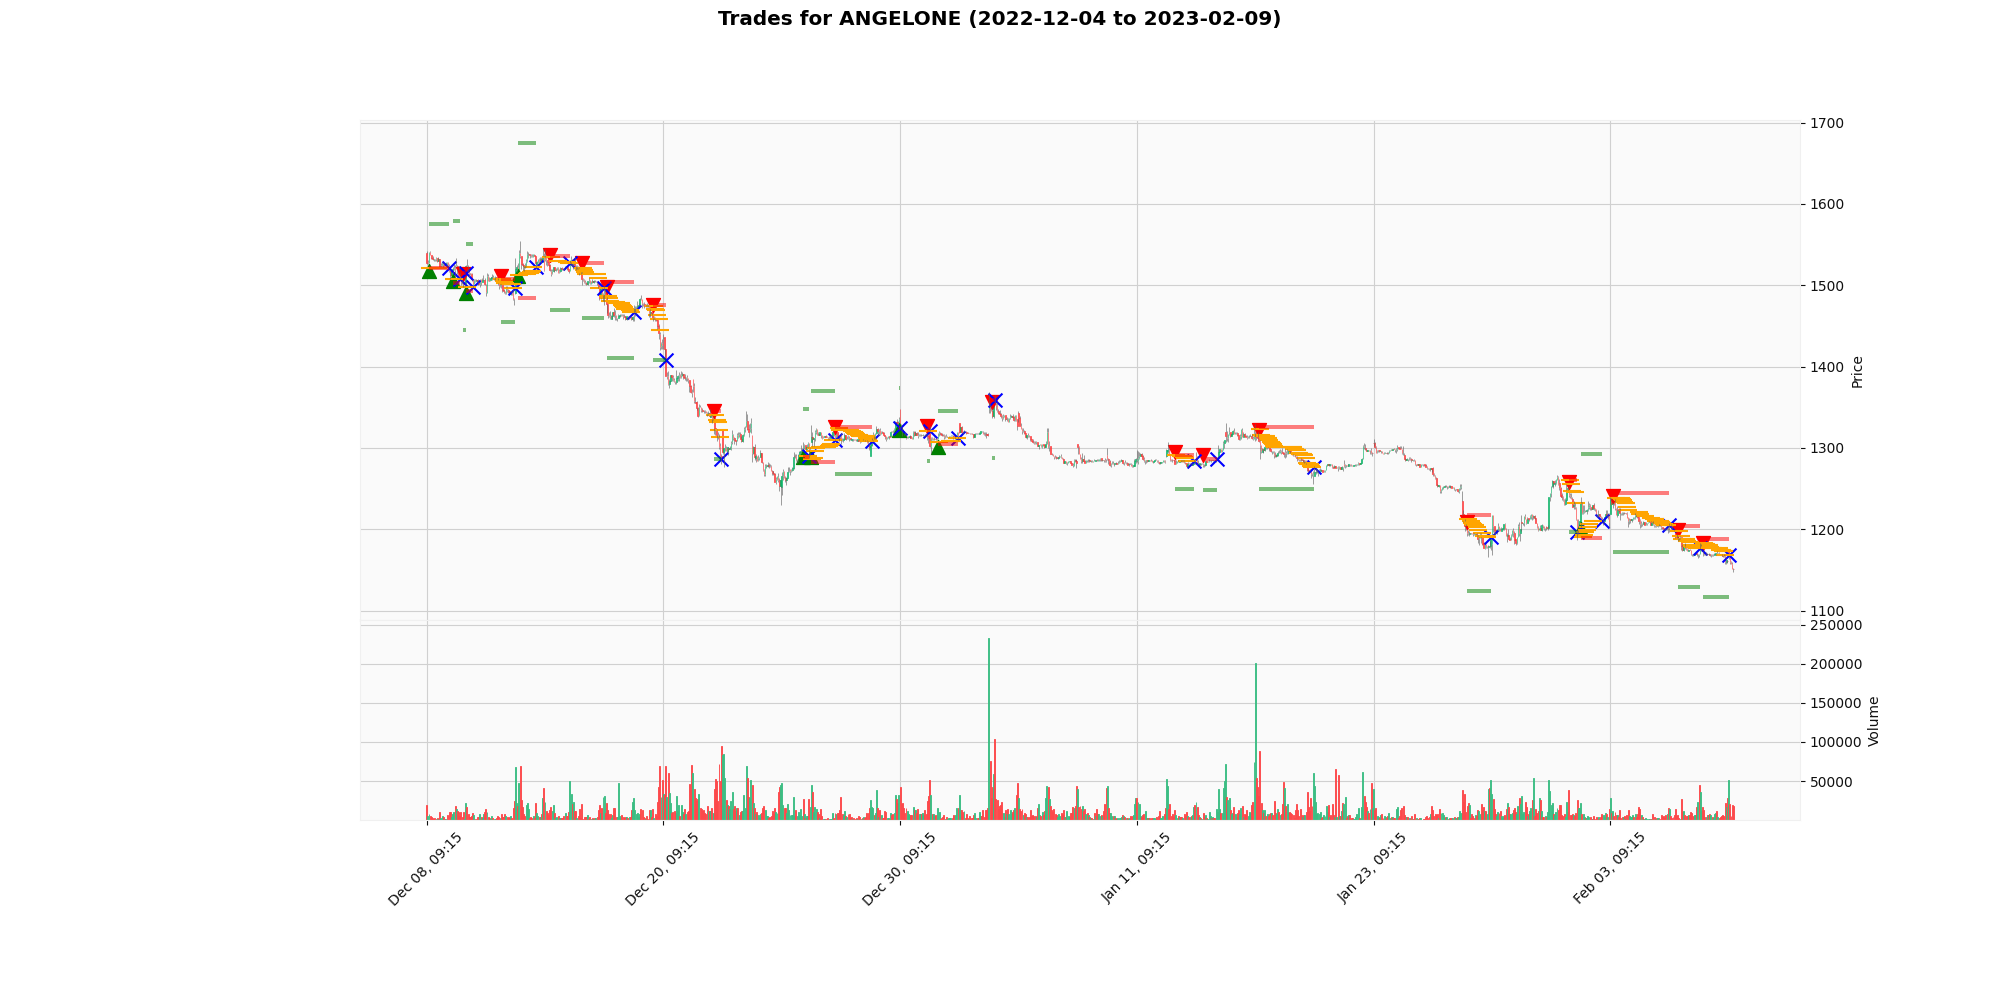 Trades for ANGELONE (2022-12-04 to 2023-02-09)
1700
1600
1500
1400
1300
1200
1100
Price
250000
200000
150000
100000
50000
Volume
Dec 08, 09:15
Dec 20, 09:15
Dec 30, 09:15
Jan 11, 09:15
Jan 23, 09:15
Feb 03, 09:15